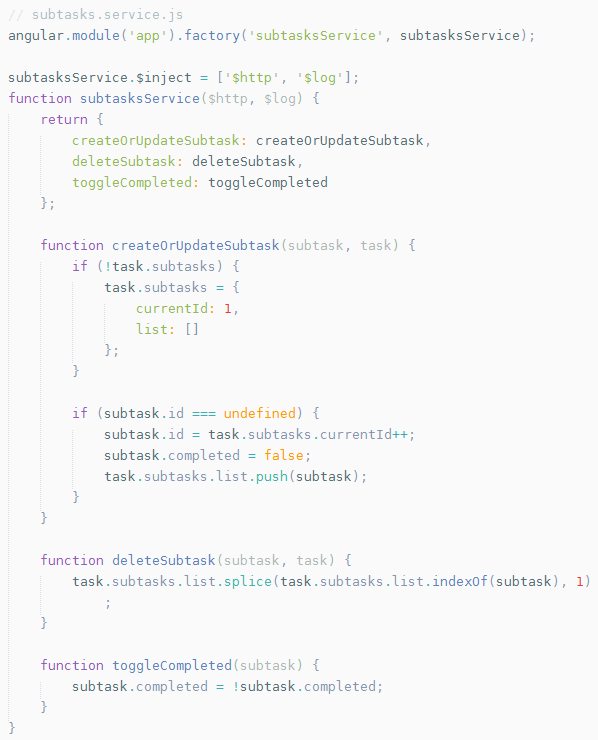 // subtasks.service.js
angular.module('app').factory('subtasksService', subtasksService);

subtasksService.$inject = ['$http', '$log'];
function subtasksService($http, $log) {
    return {
        createOrUpdateSubtask: createOrUpdateSubtask,
        deleteSubtask: deleteSubtask,
        toggleCompleted: toggleCompleted
    };

    function createOrUpdateSubtask(subtask, task) {
        if (!task.subtasks) {
            task.subtasks = {
                currentId: 1,
                list: []
            };
        }

        if (subtask.id === undefined) {
            subtask.id = task.subtasks.currentId++;
            subtask.completed = false;
            task.subtasks.list.push(subtask);
        }
    }

    function deleteSubtask(subtask, task) {
        task.subtasks.list.splice(task.subtasks.list.indexOf(subtask), 1)
            ;
    }

    function toggleCompleted(subtask) {
        subtask.completed = !subtask.completed;
    }
}